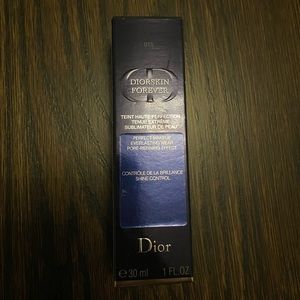 DIORSKIN
FOREVER
TEINT HAUTE PERFECTION
TENUE EXTRÊME
SUBLIMATEUR DE PEAU
PERFECT MAKEUP
EVERLASTING WEAR
PORE-REFINING EFFECT
CONTRÔLE DE LA BRILLANCE
SHINE CONTROL
Dior
℮ 30 ml 1 FL.OZ